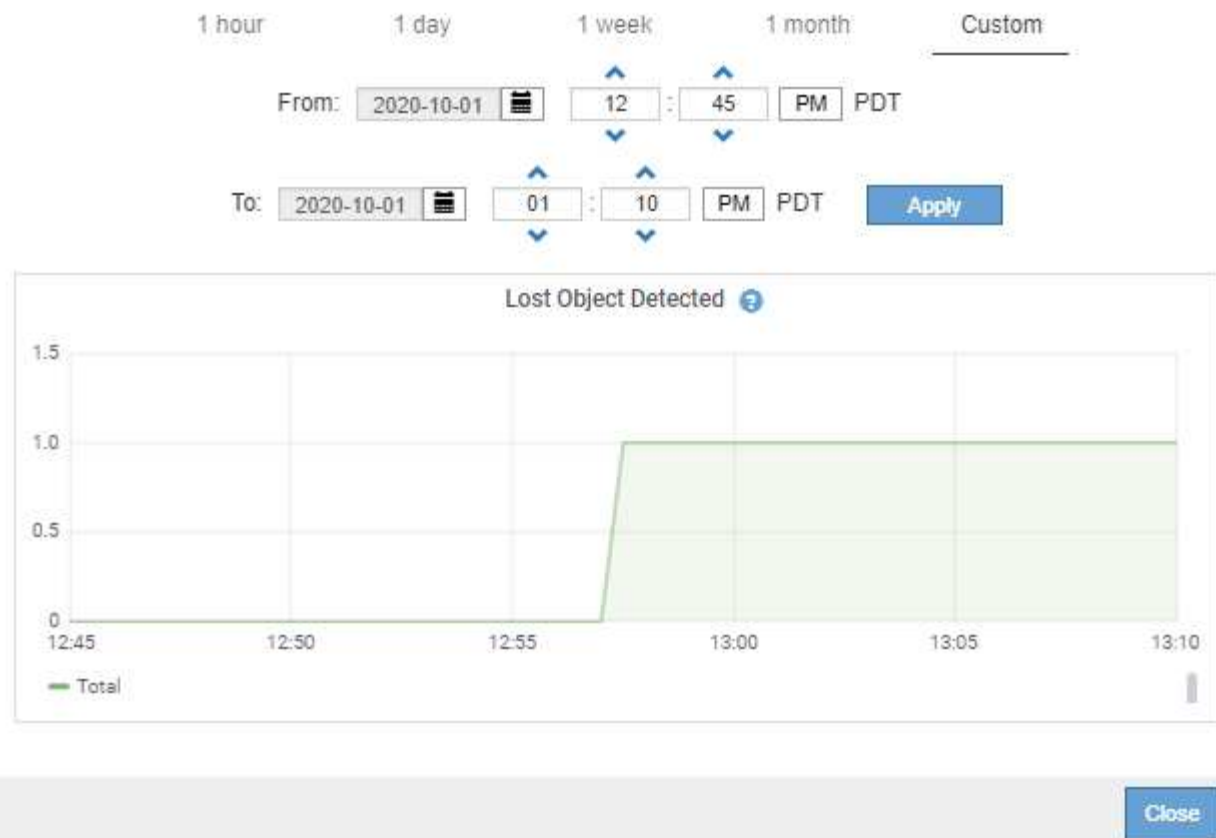 1 hour 1 day 1 week 1 month Custom
From: 2020-10-01 12 : 45 PM PDT
To: 2020-10-01 01 : 10 PM PDT Apply
Lost Object Detected ?
1.5
1.0
0.5
0
12:45 12:50 12:55 13:00 13:05 13:10
Total
Close